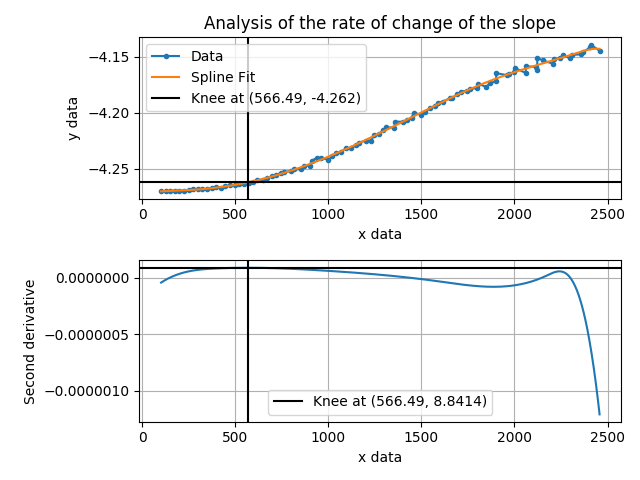 Analysis of the rate of change of the slope
−4.15
−4.20
−4.25
y data
Data
Spline Fit
Knee at (566.49, -4.262)
0 500 1000 1500 2000 2500
x data
0.0000000
−0.0000005
−0.0000010
Second derivative
Knee at (566.49, 8.8414)
0 500 1000 1500 2000 2500
x data